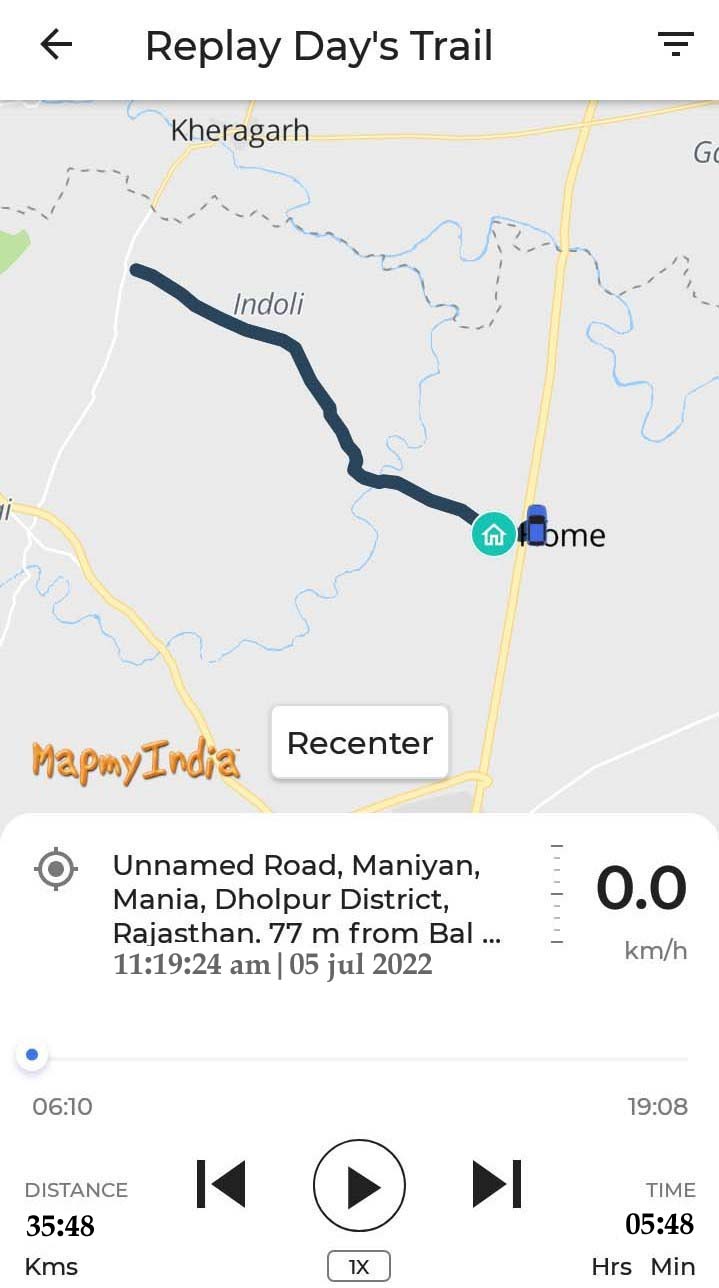 Replay Day's Trail
Kheragarh
Indoli
Home
MapmyIndia
Recenter
Unnamed Road, Maniyan,
Mania, Dholpur District,
Rajasthan. 77 m from Bal ...
11:19:24 am | 05 jul 2022
0.0
km/h
06:10
19:08
DISTANCE
35:48
Kms
1X
TIME
05:48
Hrs Min